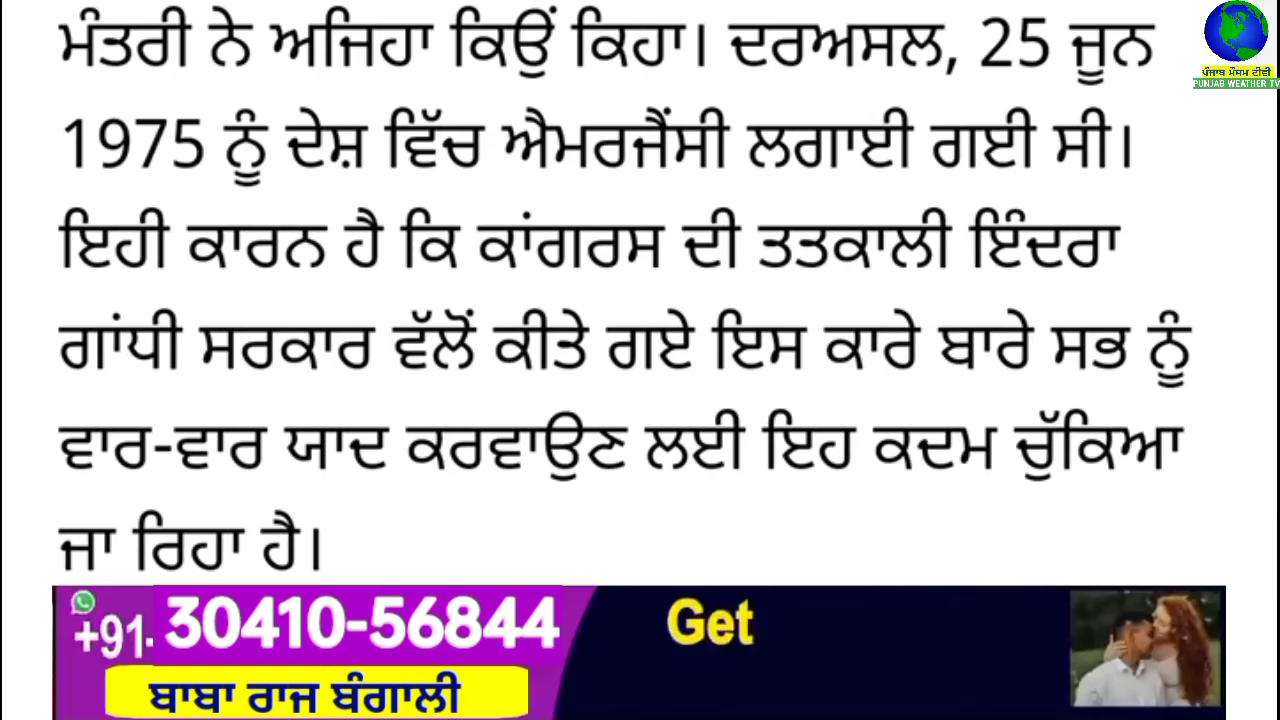 ਮੰਤਰੀ ਨੇ ਅਜਿਹਾ ਕਿਉਂ ਕਿਹਾ। ਦਰਅਸਲ, 25 ਜੂਨ
1975 ਨੂੰ ਦੇਸ਼ ਵਿੱਚ ਐਮਰਜੈਂਸੀ ਲਗਾਈ ਗਈ ਸੀ।
ਇਹੀ ਕਾਰਨ ਹੈ ਕਿ ਕਾਂਗਰਸ ਦੀ ਤਤਕਾਲੀ ਇੰਦਰਾ
ਗਾਂਧੀ ਸਰਕਾਰ ਵੱਲੋਂ ਕੀਤੇ ਗਏ ਇਸ ਕਾਰੇ ਬਾਰੇ ਸਭ ਨੂੰ
ਵਾਰ-ਵਾਰ ਯਾਦ ਕਰਵਾਉਣ ਲਈ ਇਹ ਕਦਮ ਚੁੱਕਿਆ
ਜਾ ਰਿਹਾ ਹੈ।
ਪੰਜਾਬ ਮੌਸਮ ਟੀਵੀ
PUNJAB WEATHER TV
+91- 30410-56844
ਬਾਬਾ ਰਾਜ ਬੰਗਾਲੀ
Get